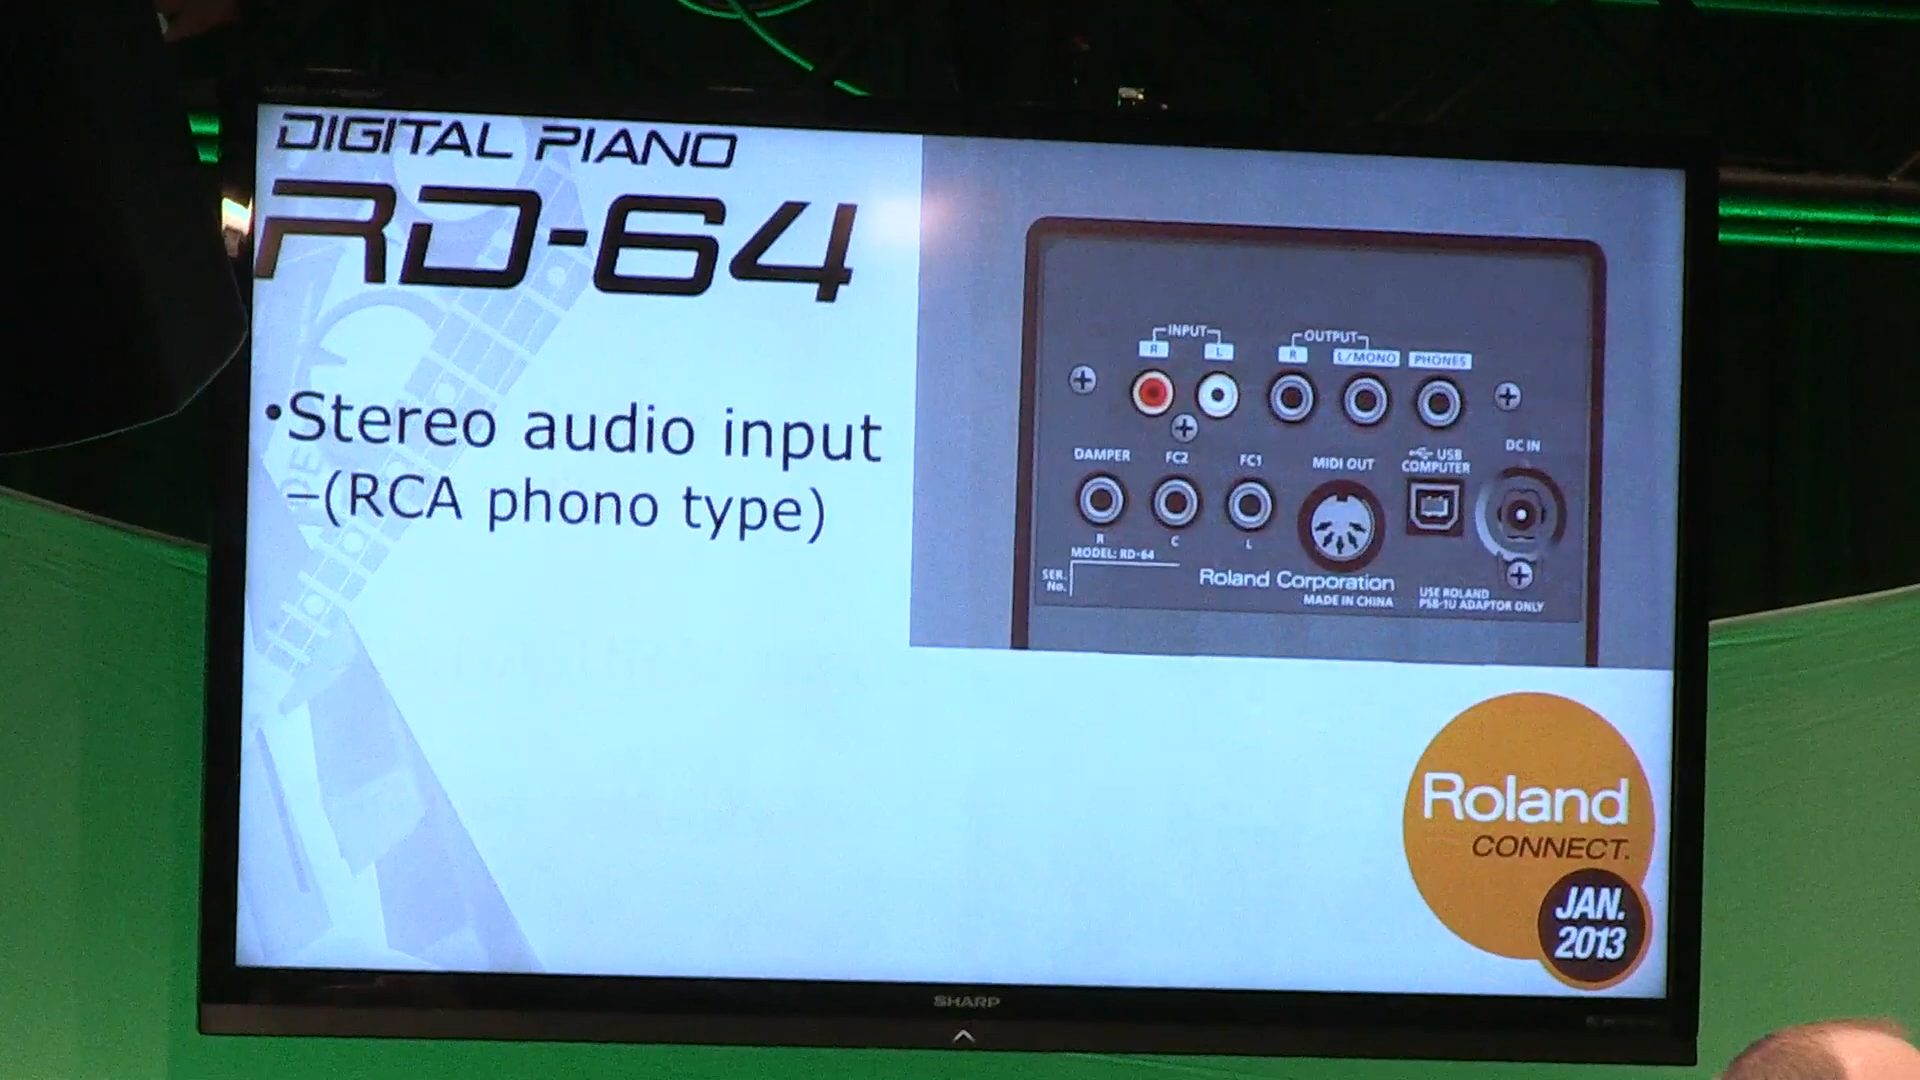 DIGITAL PIANO
RD-64
•Stereo audio input
–(RCA phono type)
INPUT
R L
OUTPUT
R L/MONO PHONES
DAMPER FC2 FC1 MIDI OUT USB COMPUTER DC IN
R C L
MODEL: RD-64
SER. No.
Roland Corporation
MADE IN CHINA
USE ROLAND
PSB-1U ADAPTOR ONLY
Roland
CONNECT.
JAN.
2013
SHARP